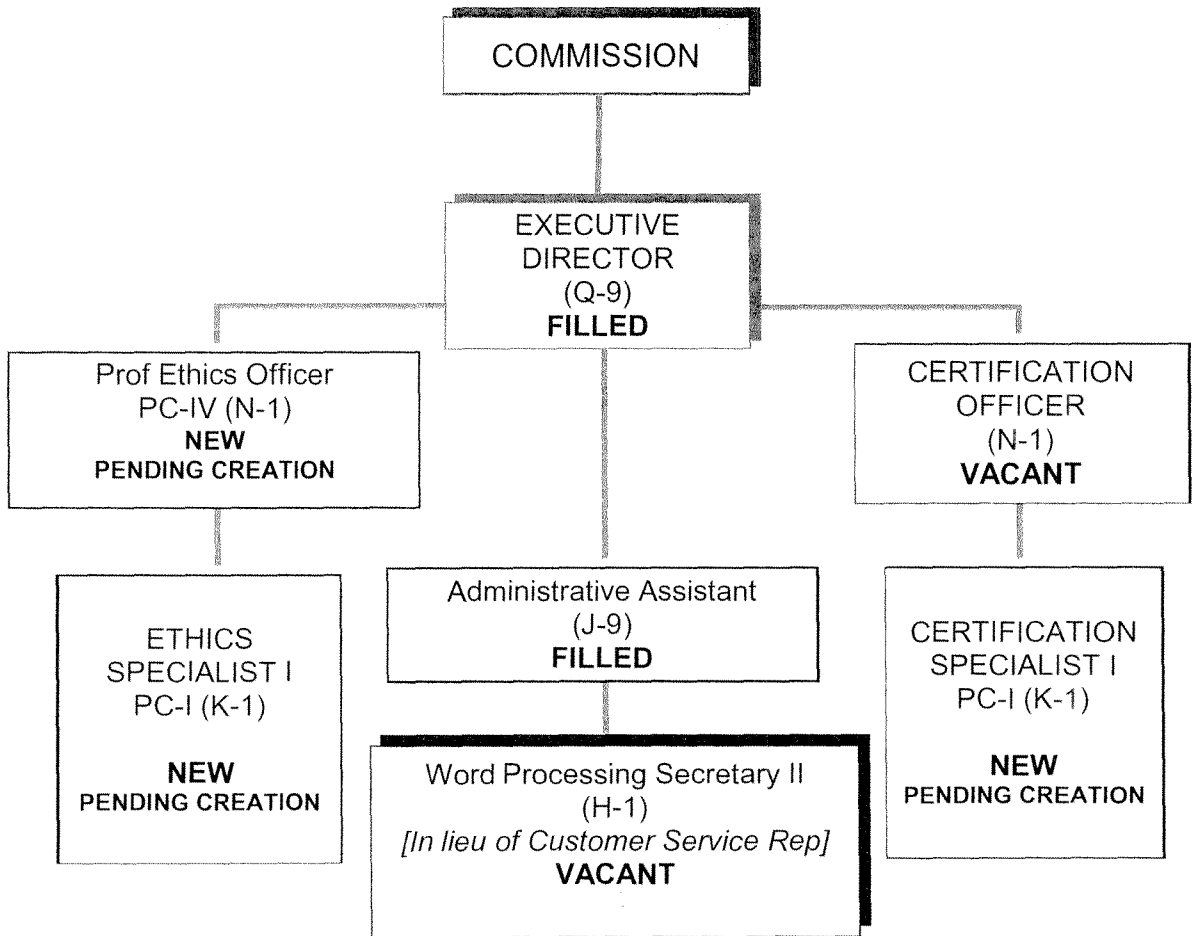 COMMISSION
EXECUTIVE
DIRECTOR
(Q-9)
FILLED
Prof Ethics Officer
PC-IV (N-1)
NEW
PENDING CREATION
CERTIFICATION
OFFICER
(N-1)
VACANT
ETHICS
SPECIALIST I
PC-I (K-1)
NEW
PENDING CREATION
Administrative Assistant
(J-9)
FILLED
CERTIFICATION
SPECIALIST I
PC-I (K-1)
NEW
PENDING CREATION
Word Processing Secretary II
(H-1)
[In lieu of Customer Service Rep]
VACANT